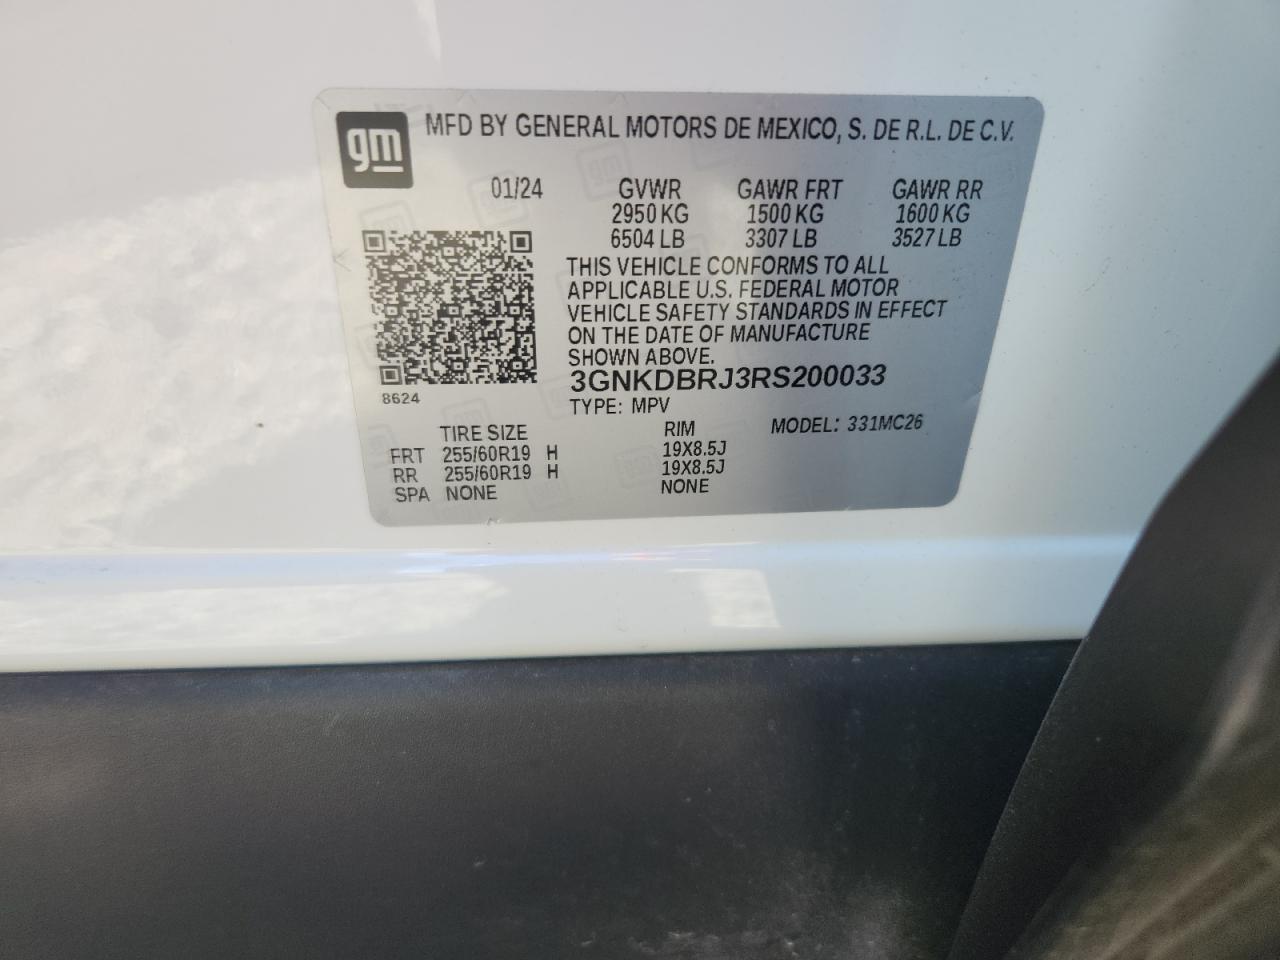 gm
MFD BY GENERAL MOTORS DE MEXICO, S. DE R.L. DE C.V.
01/24 GVWR GAWR FRT GAWR RR
2950 KG 1500 KG 1600 KG
6504 LB 3307 LB 3527 LB
THIS VEHICLE CONFORMS TO ALL
APPLICABLE U.S. FEDERAL MOTOR
VEHICLE SAFETY STANDARDS IN EFFECT
ON THE DATE OF MANUFACTURE
SHOWN ABOVE.
3GNKDBRJ3RS200033
8624
TYPE: MPV
TIRE SIZE RIM MODEL: 331MC26
FRT 255/60R19 H 19X8.5J
RR 255/60R19 H 19X8.5J
SPA NONE NONE